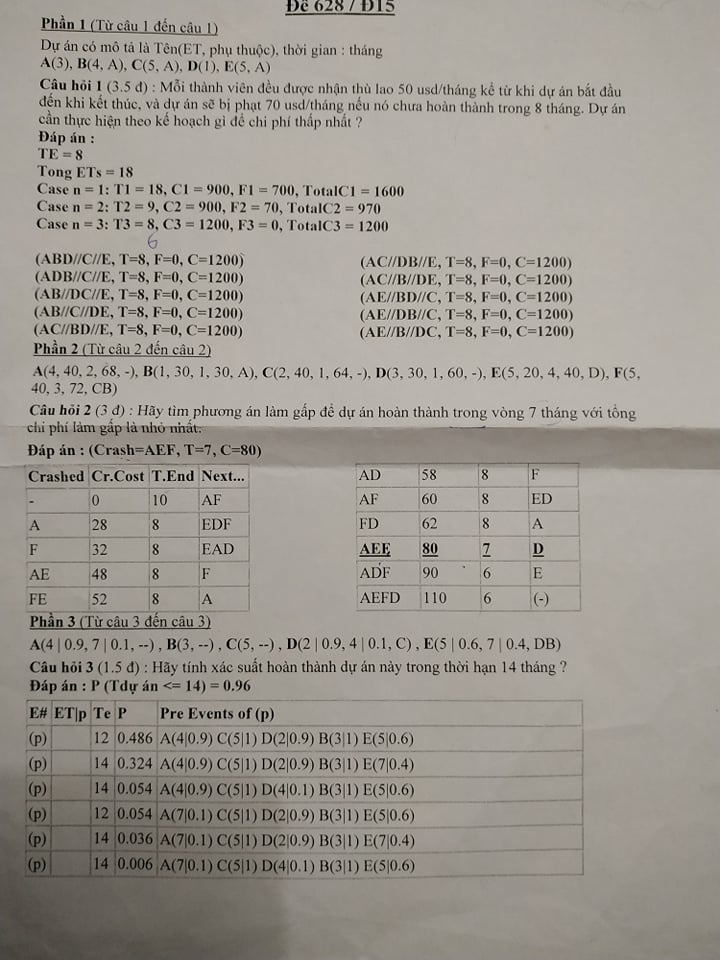 Đề 628 / Đ15
Phần 1 (Từ câu 1 đến câu 1)
Dự án có mô tả là Tên(ET, phụ thuộc), thời gian : tháng
A(3), B(4, A), C(5, A), D(1), E(5, A)
Câu hỏi 1 (3.5 đ) : Mỗi thành viên đều được nhận thù lao 50 usd/tháng kể từ khi dự án bắt đầu
đến khi kết thúc, và dự án sẽ bị phạt 70 usd/tháng nếu nó chưa hoàn thành trong 8 tháng. Dự án
cần thực hiện theo kế hoạch gì để chi phí thấp nhất ?
Đáp án :
TE = 8
Tong ETs = 18
Case n = 1: T1 = 18, C1 = 900, F1 = 700, TotalC1 = 1600
Case n = 2: T2 = 9, C2 = 900, F2 = 70, TotalC2 = 970
Case n = 3: T3 = 8, C3 = 1200, F3 = 0, TotalC3 = 1200
6
(ABD//C//E, T=8, F=0, C=1200)
(ADB//C//E, T=8, F=0, C=1200)
(AB//DC//E, T=8, F=0, C=1200)
(AB//C//DE, T=8, F=0, C=1200)
(AC//BD//E, T=8, F=0, C=1200)
(AC//DB//E, T=8, F=0, C=1200)
(AC//B//DE, T=8, F=0, C=1200)
(AE//BD//C, T=8, F=0, C=1200)
(AE//DB//C, T=8, F=0, C=1200)
(AE//B//DC, T=8, F=0, C=1200)
Phần 2 (Từ câu 2 đến câu 2)
A(4, 40, 2, 68, -), B(1, 30, 1, 30, A), C(2, 40, 1, 64, -), D(3, 30, 1, 60, -), E(5, 20, 4, 40, D), F(5,
40, 3, 72, CB)
Câu hỏi 2 (3 đ) : Hãy tìm phương án làm gấp để dự án hoàn thành trong vòng 7 tháng với tổng
chi phí làm gấp là nhỏ nhất.
Đáp án : (Crash=AEF, T=7, C=80)
Crashed Cr.Cost T.End Next...
- 0 10 AF
A 28 8 EDF
F 32 8 EAD
AE 48 8 F
FE 52 8 A
AD 58 8 F
AF 60 8 ED
FD 62 8 A
AEF 80 7 D
ADF 90 6 E
AEFD 110 6 (-)
Phần 3 (Từ câu 3 đến câu 3)
A(4 | 0.9, 7 | 0.1, --) , B(3, --) , C(5, --) , D(2 | 0.9, 4 | 0.1, C) , E(5 | 0.6, 7 | 0.4, DB)
Câu hỏi 3 (1.5 đ) : Hãy tính xác suất hoàn thành dự án này trong thời hạn 14 tháng ?
Đáp án : P (Tdự án <= 14) = 0.96
E# ET|p Te P Pre Events of (p)
(p) 12 0.486 A(4|0.9) C(5|1) D(2|0.9) B(3|1) E(5|0.6)
(p) 14 0.324 A(4|0.9) C(5|1) D(2|0.9) B(3|1) E(7|0.4)
(p) 14 0.054 A(4|0.9) C(5|1) D(4|0.1) B(3|1) E(5|0.6)
(p) 12 0.054 A(7|0.1) C(5|1) D(2|0.9) B(3|1) E(5|0.6)
(p) 14 0.036 A(7|0.1) C(5|1) D(2|0.9) B(3|1) E(7|0.4)
(p) 14 0.006 A(7|0.1) C(5|1) D(4|0.1) B(3|1) E(5|0.6)